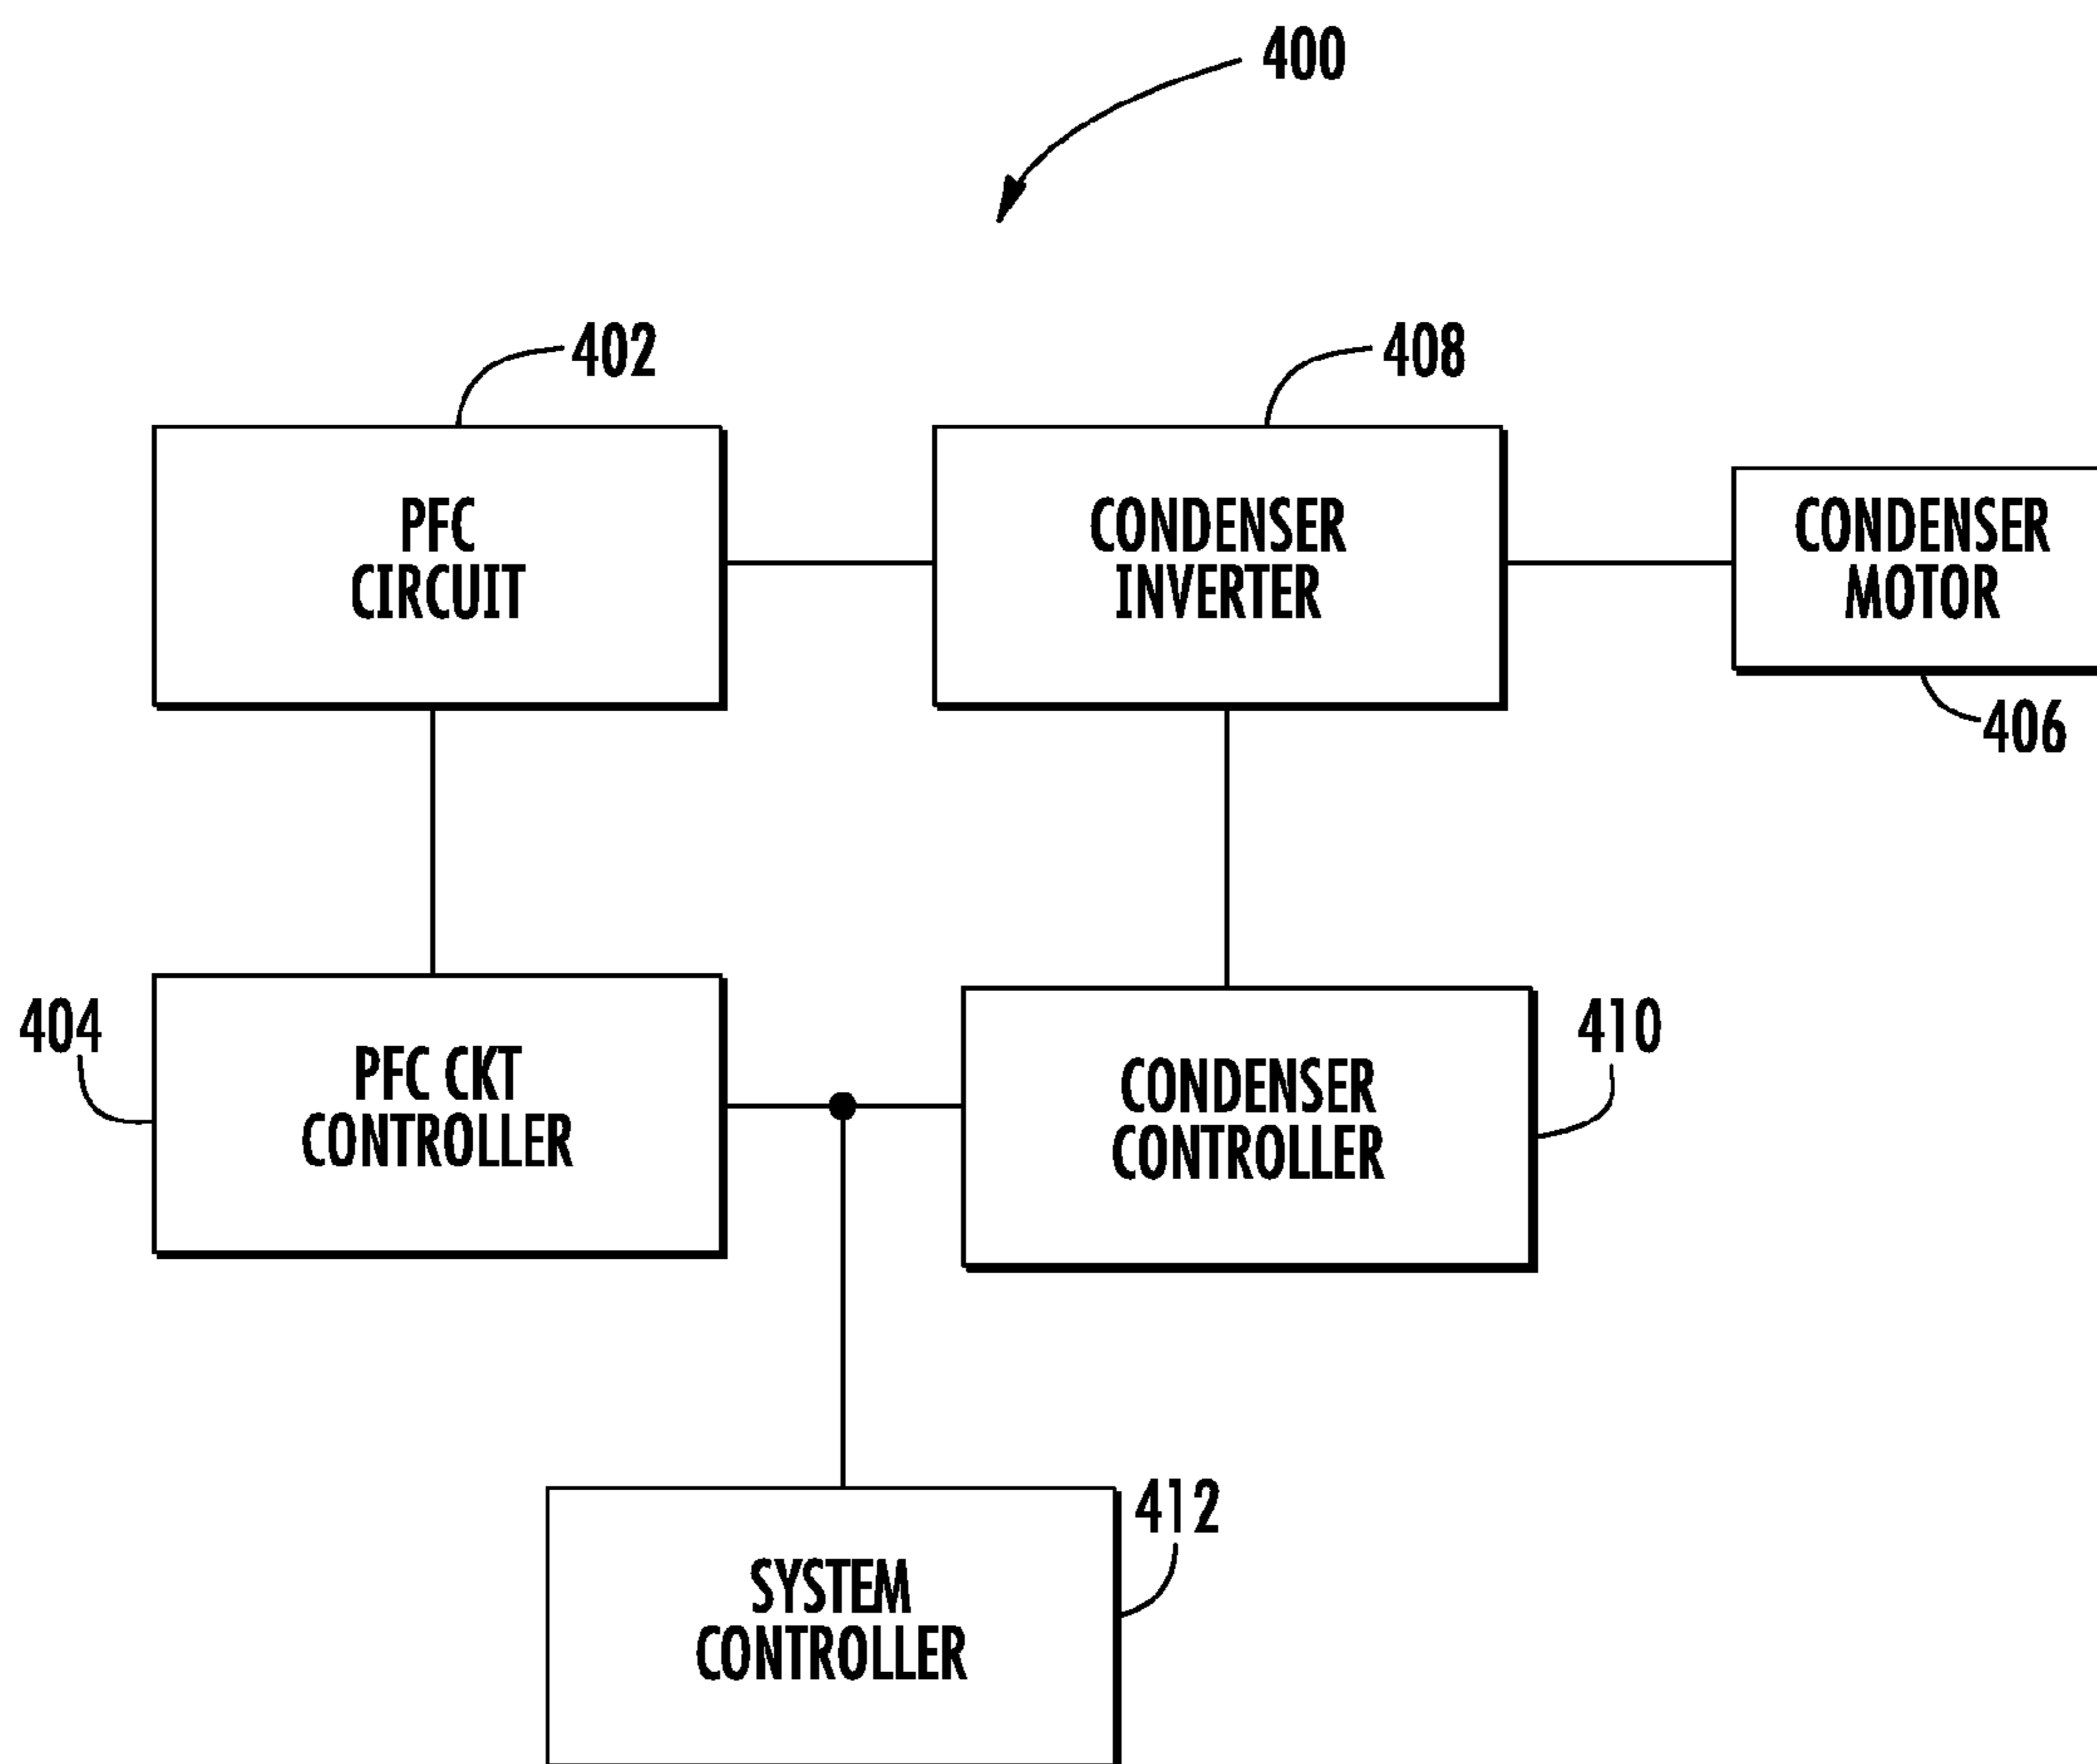 400
402
408
PFC
CIRCUIT
CONDENSER
INVERTER
CONDENSER
MOTOR
406
404
PFC CKT
CONTROLLER
CONDENSER
CONTROLLER
410
412
SYSTEM
CONTROLLER